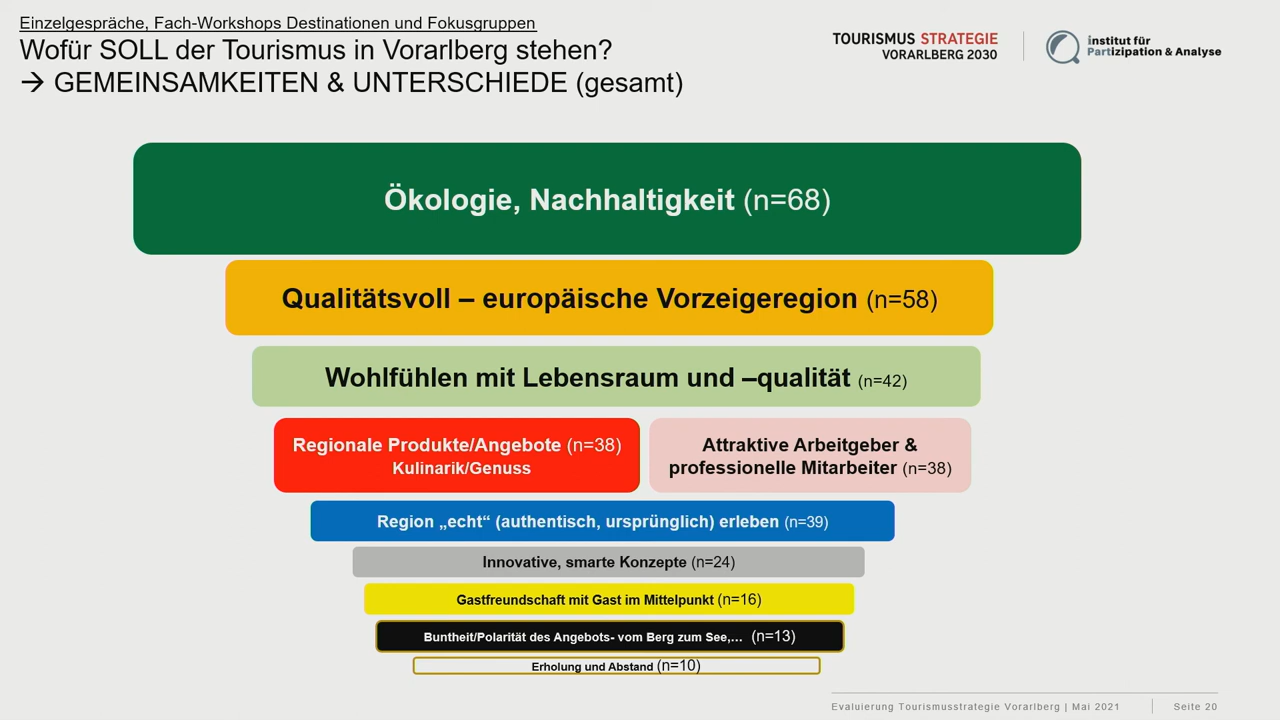 Einzelgespräche, Fach-Workshops Destinationen und Fokusgruppen
Wofür SOLL der Tourismus in Vorarlberg stehen?
→ GEMEINSAMKEITEN & UNTERSCHIEDE (gesamt)
TOURISMUS STRATEGIE
VORARLBERG 2030
institut für
Partizipation & Analyse
Ökologie, Nachhaltigkeit (n=68)
Qualitätsvoll – europäische Vorzeigeregion (n=58)
Wohlfühlen mit Lebensraum und –qualität (n=42)
Regionale Produkte/Angebote (n=38)
Kulinarik/Genuss
Attraktive Arbeitgeber &
professionelle Mitarbeiter (n=38)
Region „echt“ (authentisch, ursprünglich) erleben (n=39)
Innovative, smarte Konzepte (n=24)
Gastfreundschaft mit Gast im Mittelpunkt (n=16)
Buntheit/Polarität des Angebots- vom Berg zum See,... (n=13)
Erholung und Abstand (n=10)
Evaluierung Tourismusstrategie Vorarlberg | Mai 2021
Seite 20